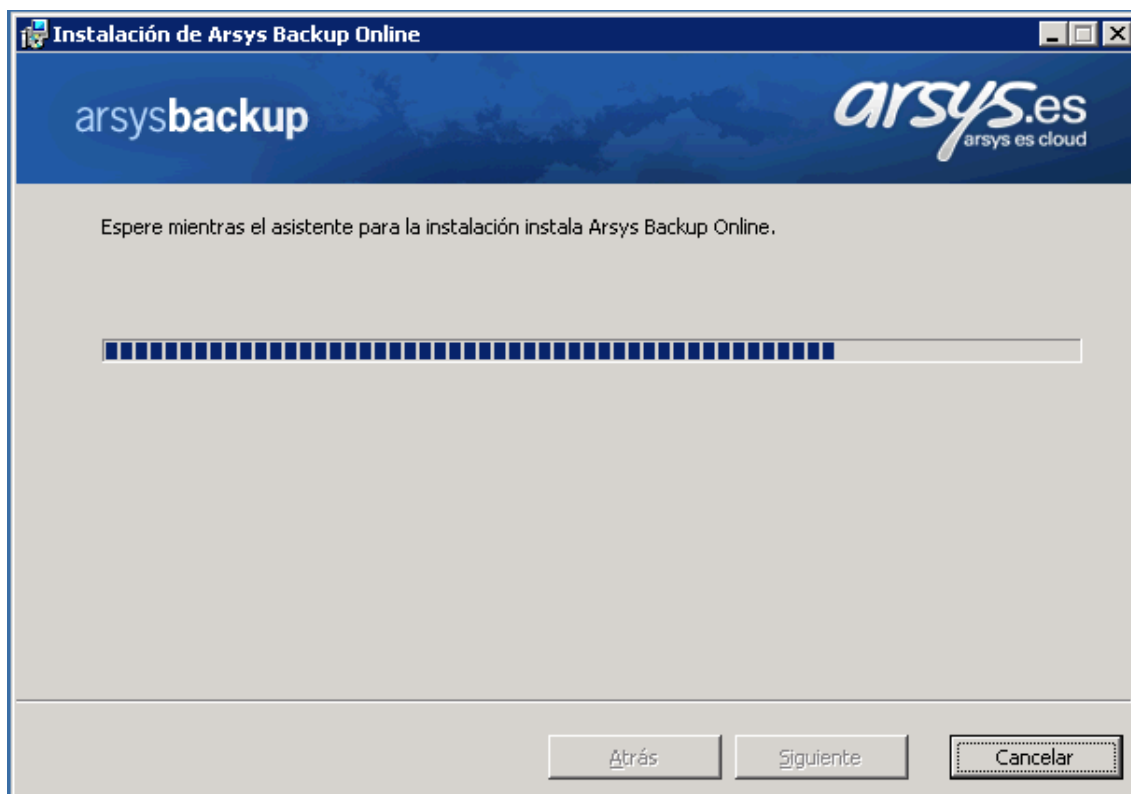 Instalación de Arsys Backup Online
arsysbackup
arsys.es
arsys es cloud
Espere mientras el asistente para la instalación instala Arsys Backup Online.
Atrás
Siguiente
Cancelar